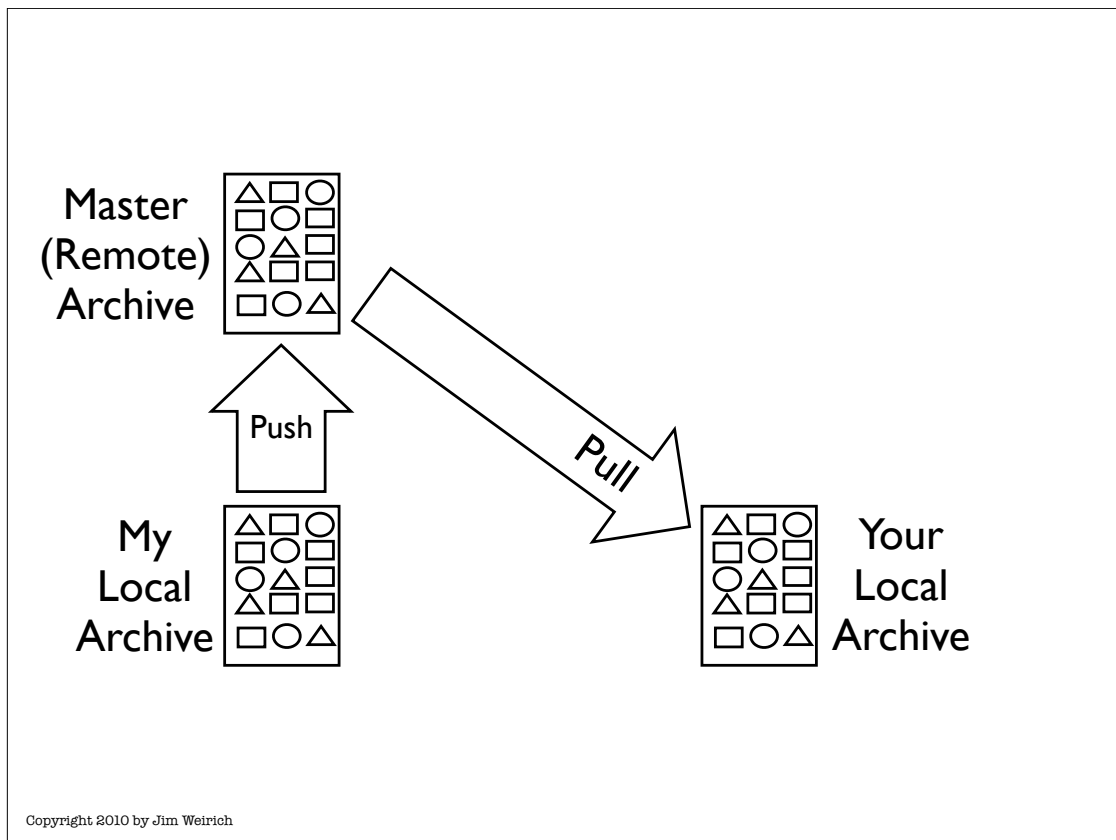 Master
(Remote)
Archive
Push
Pull
My
Local
Archive
Your
Local
Archive
Copyright 2010 by Jim Weirich